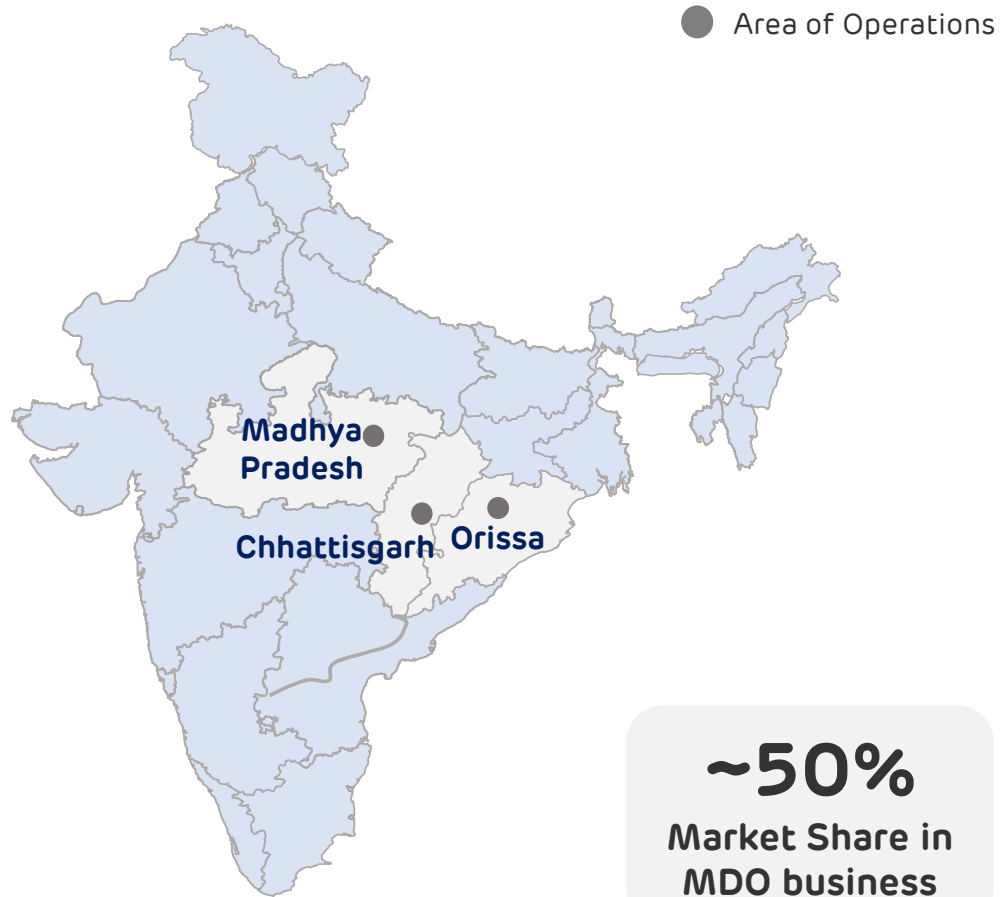 Area of Operations
Madhya
Pradesh
Chhattisgarh
Orissa
~50%
Market Share in
MDO business